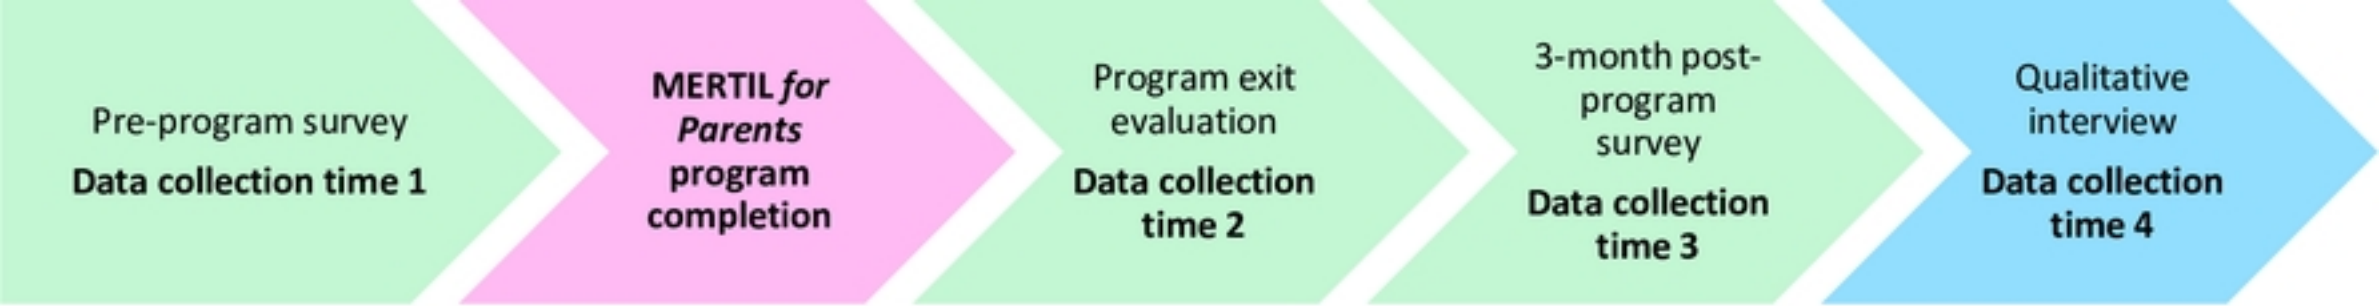 Pre-program survey
Data collection time 1
MERTIL for
Parents
program
completion
Program exit
evaluation
Data collection
time 2
3-month post-
program
survey
Data collection
time 3
Qualitative
interview
Data collection
time 4